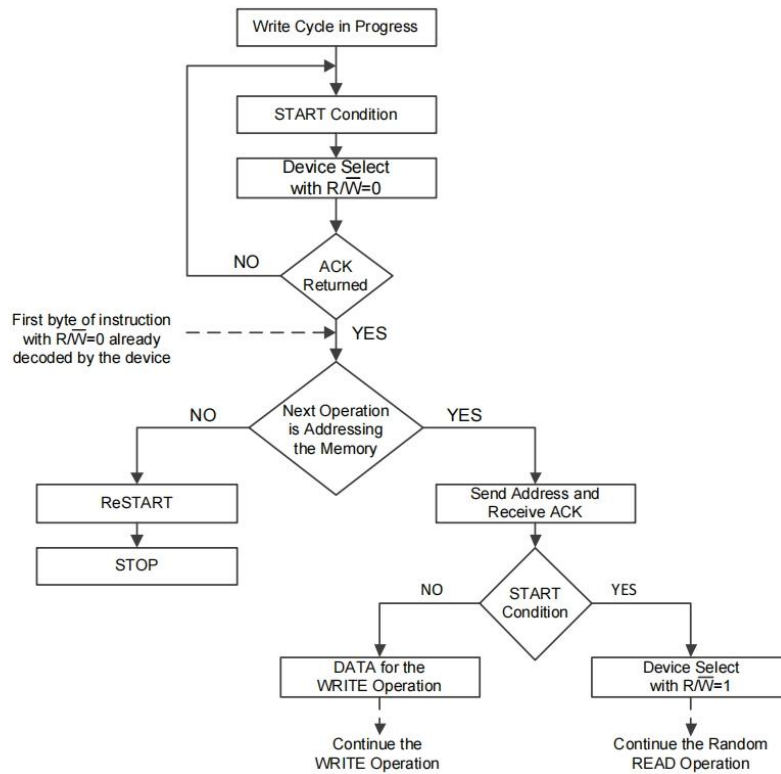 Write Cycle in Progress
START Condition
Device Select
with R/W̅=0
NO
ACK
Returned
First byte of instruction
with R/W̅=0 already
decoded by the device
YES
NO
Next Operation
is Addressing
the Memory
YES
ReSTART
Send Address and
Receive ACK
STOP
NO
START
Condition
YES
DATA for the
WRITE Operation
Device Select
with R/W̅=1
Continue the
WRITE Operation
Continue the Random
READ Operation